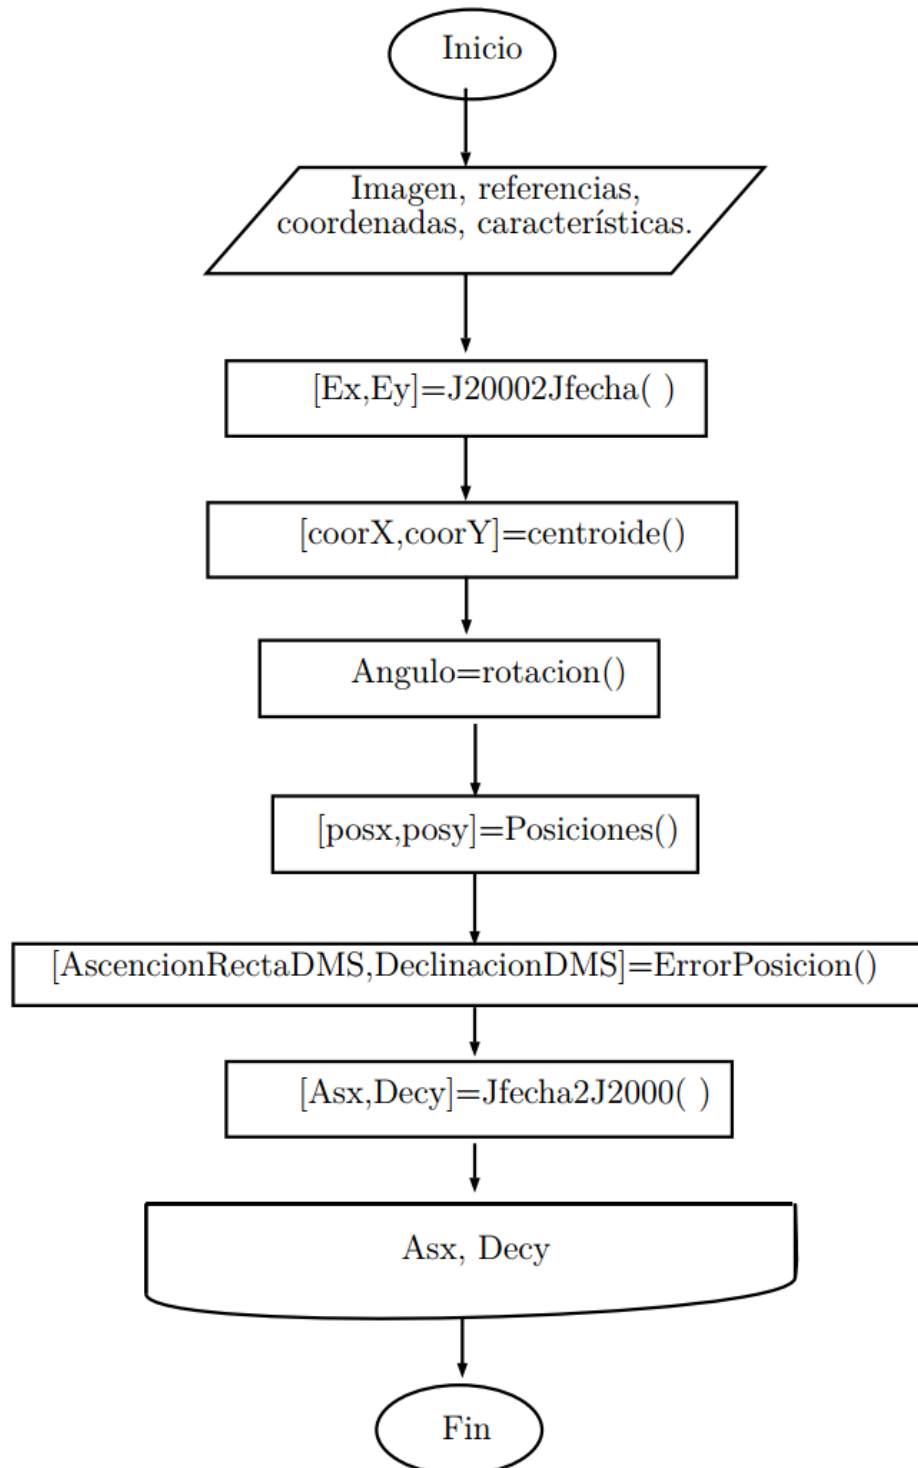 Inicio
Imagen, referencias,
coordenadas, características.
[Ex,Ey]=J20002Jfecha( )
[coorX,coorY]=centroide()
Angulo=rotacion()
[posx,posy]=Posiciones()
[AscencionRectaDMS,DeclinacionDMS]=ErrorPosicion()
[Asx,Decy]=Jfecha2J2000( )
Asx, Decy
Fin